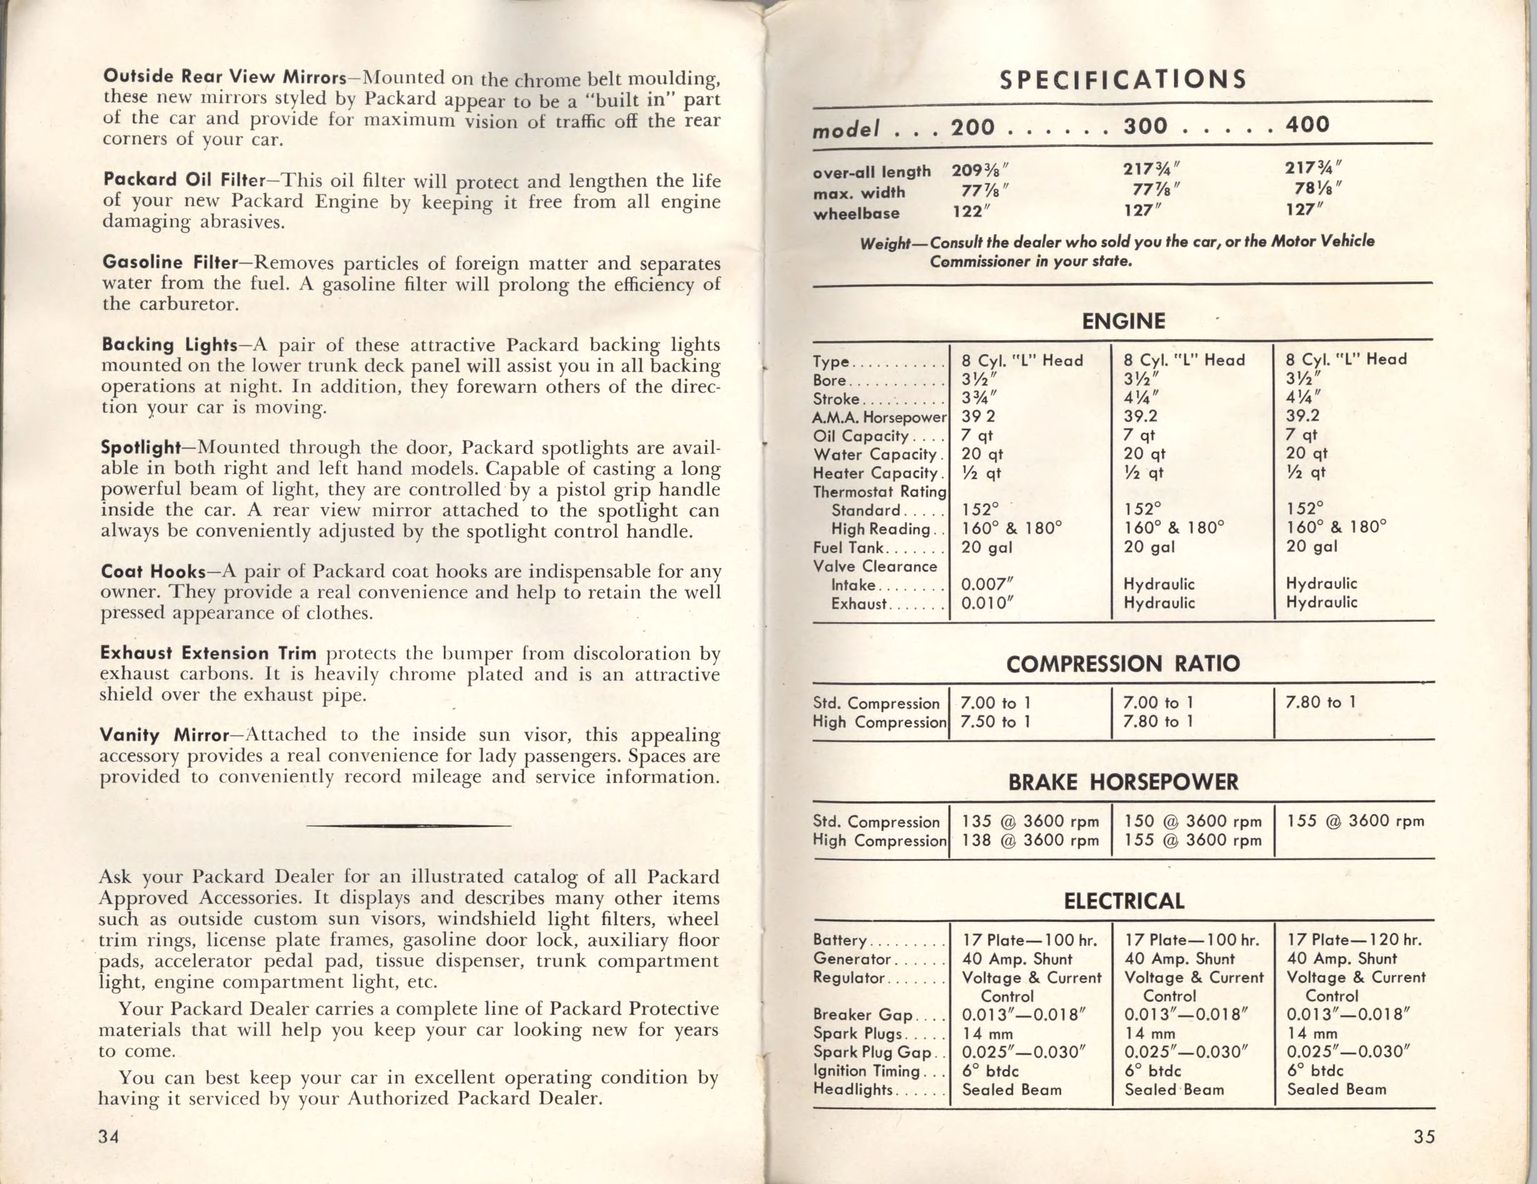 Outside Rear View Mirrors—Mounted on the chrome belt moulding,
these new mirrors styled by Packard appear to be a "built in" part
of the car and provide for maximum vision of traffic off the rear
corners of your car.
Packard Oil Filter—This oil filter will protect and lengthen the life
of your new Packard Engine by keeping it free from all engine
damaging abrasives.
Gasoline Filter—Removes particles of foreign matter and separates
water from the fuel. A gasoline filter will prolong the efficiency of
the carburetor.
Backing Lights—A pair of these attractive Packard backing lights
mounted on the lower trunk deck panel will assist you in all backing
operations at night. In addition, they forewarn others of the direc-
tion your car is moving.
Spotlight—Mounted through the door, Packard spotlights are avail-
able in both right and left hand models. Capable of casting a long
powerful beam of light, they are controlled by a pistol grip handle
inside the car. A rear view mirror attached to the spotlight can
always be conveniently adjusted by the spotlight control handle.
Coat Hooks—A pair of Packard coat hooks are indispensable for any
owner. They provide a real convenience and help to retain the well
pressed appearance of clothes.
Exhaust Extension Trim protects the bumper from discoloration by
exhaust carbons. It is heavily chrome plated and is an attractive
shield over the exhaust pipe.
Vanity Mirror—Attached to the inside sun visor, this appealing
accessory provides a real convenience for lady passengers. Spaces are
provided to conveniently record mileage and service information.
Ask your Packard Dealer for an illustrated catalog of all Packard
Approved Accessories. It displays and describes many other items
such as outside custom sun visors, windshield light filters, wheel
trim rings, license plate frames, gasoline door lock, auxiliary floor
pads, accelerator pedal pad, tissue dispenser, trunk compartment
light, engine compartment light, etc.
Your Packard Dealer carries a complete line of Packard Protective
materials that will help you keep your car looking new for years
to come.
You can best keep your car in excellent operating condition by
having it serviced by your Authorized Packard Dealer.
34
SPECIFICATIONS
model . . . 200 . . . . . . 300 . . . . . 400
over-all length 209⅜" 217¾" 217¾"
max. width 77⅞" 77⅞" 78⅛"
wheelbase 122" 127" 127"
Weight—Consult the dealer who sold you the car, or the Motor Vehicle
Commissioner in your state.
ENGINE
Type........... 8 Cyl. "L" Head 8 Cyl. "L" Head 8 Cyl. "L" Head
Bore........... 3½" 3½" 3½"
Stroke.......... 3¾" 4¼" 4¼"
A.M.A. Horsepower 39 2 39.2 39.2
Oil Capacity.... 7 qt 7 qt 7 qt
Water Capacity. 20 qt 20 qt 20 qt
Heater Capacity. ½ qt ½ qt ½ qt
Thermostat Rating
Standard..... 152° 152° 152°
High Reading.. 160° & 180° 160° & 180° 160° & 180°
Fuel Tank....... 20 gal 20 gal 20 gal
Valve Clearance
Intake........ 0.007" Hydraulic Hydraulic
Exhaust....... 0.010" Hydraulic Hydraulic
COMPRESSION RATIO
Std. Compression 7.00 to 1 7.00 to 1 7.80 to 1
High Compression 7.50 to 1 7.80 to 1
BRAKE HORSEPOWER
Std. Compression 135 @ 3600 rpm 150 @ 3600 rpm 155 @ 3600 rpm
High Compression 138 @ 3600 rpm 155 @ 3600 rpm
ELECTRICAL
Battery......... 17 Plate—100 hr. 17 Plate—100 hr. 17 Plate—120 hr.
Generator...... 40 Amp. Shunt 40 Amp. Shunt 40 Amp. Shunt
Regulator....... Voltage & Current Voltage & Current Voltage & Current
Control Control Control
Breaker Gap.... 0.013"—0.018" 0.013"—0.018" 0.013"—0.018"
Spark Plugs..... 14 mm 14 mm 14 mm
Spark Plug Gap.. 0.025"—0.030" 0.025"—0.030" 0.025"—0.030"
Ignition Timing... 6° btdc 6° btdc 6° btdc
Headlights...... Sealed Beam Sealed Beam Sealed Beam
35